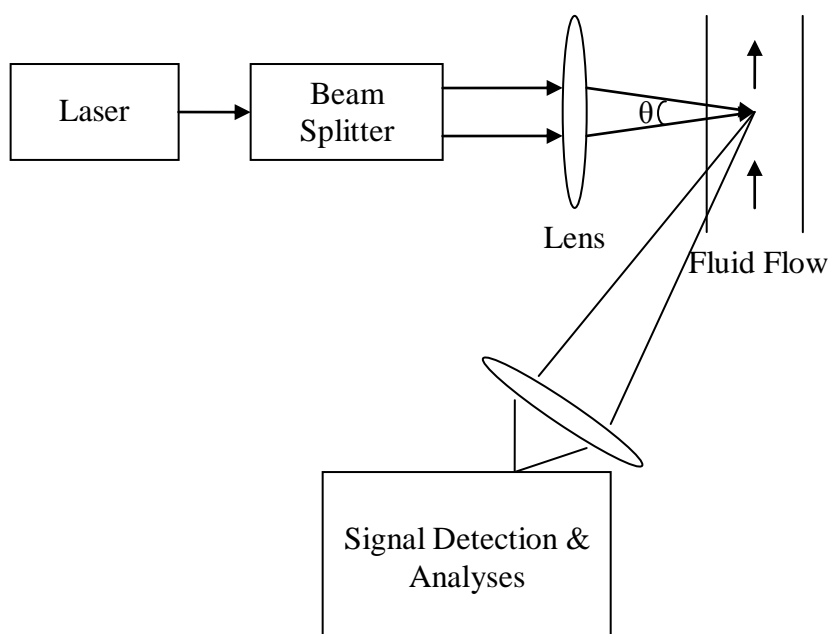 Laser
Beam
Splitter
θ
Lens
Fluid Flow
Signal Detection &
Analyses